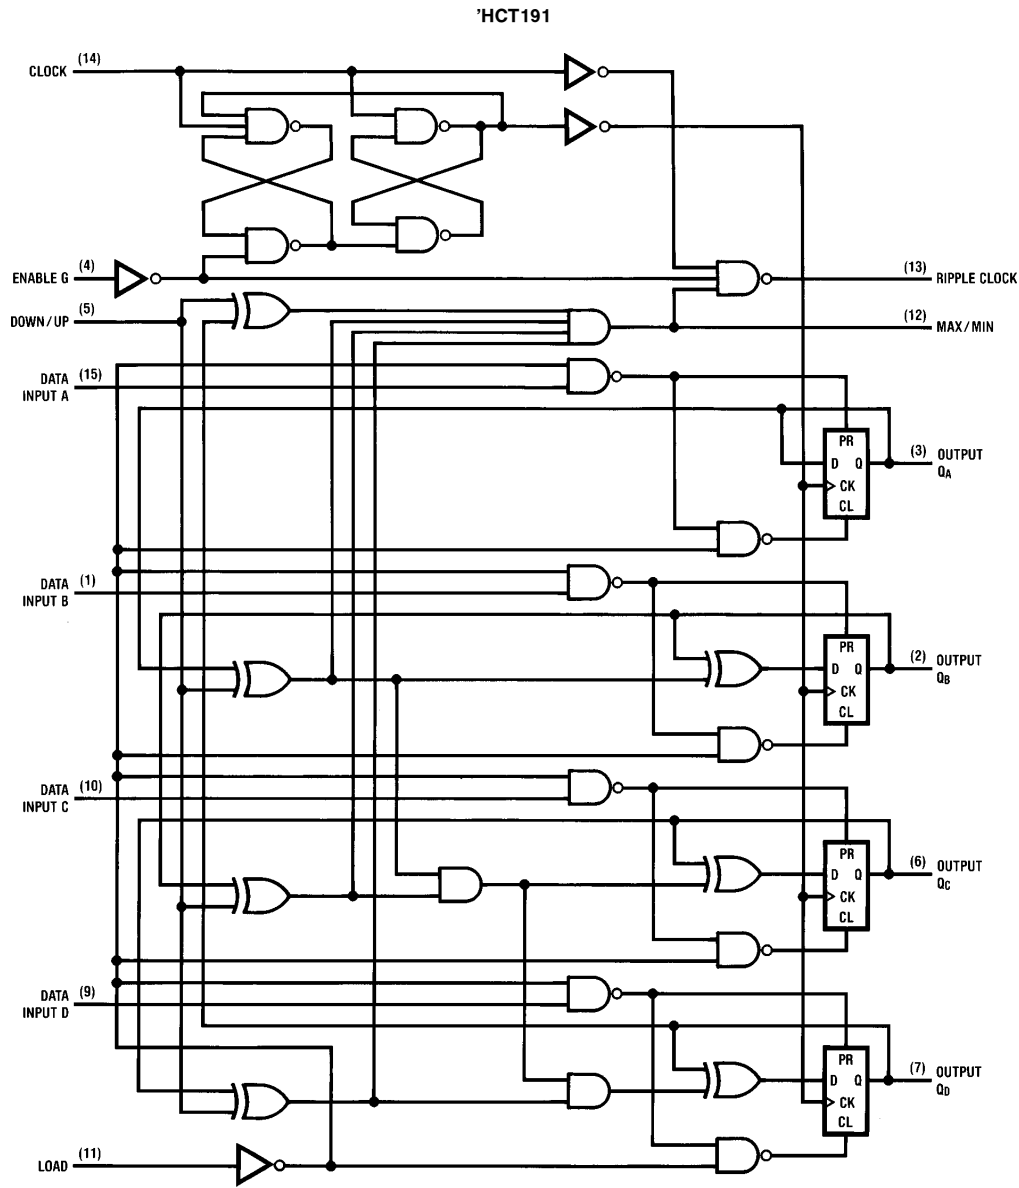 'HCT191
CLOCK (14)
ENABLE G (4)
(13) RIPPLE CLOCK
DOWN/UP (5)
(12) MAX/MIN
DATA (15)
INPUT A
PR
D Q
CK
CL
(3) OUTPUT
QA
DATA (1)
INPUT B
PR
D Q
CK
CL
(2) OUTPUT
QB
DATA (10)
INPUT C
PR
D Q
CK
CL
(6) OUTPUT
QC
DATA (9)
INPUT D
PR
D Q
CK
CL
(7) OUTPUT
QD
LOAD (11)